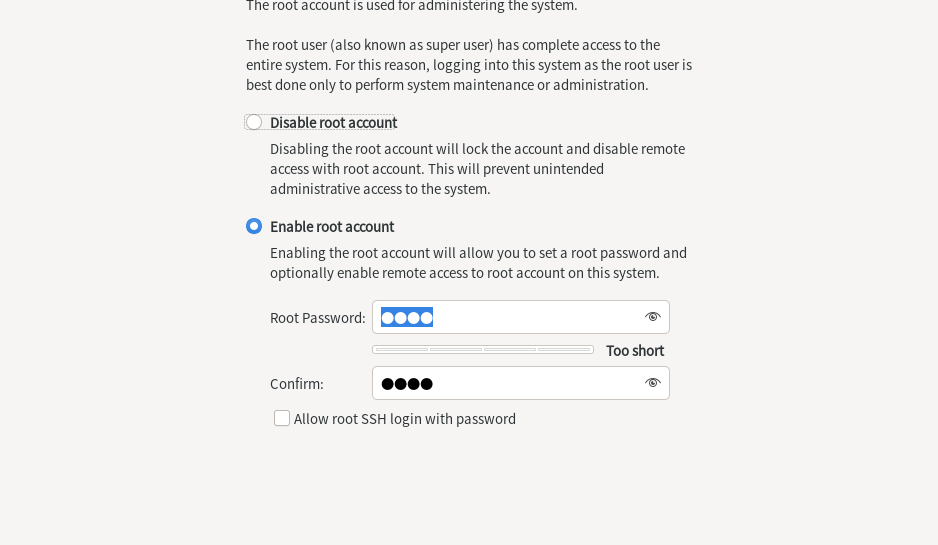 The root account is used for administering the system.
The root user (also known as super user) has complete access to the
entire system. For this reason, logging into this system as the root user is
best done only to perform system maintenance or administration.
Disable root account
Disabling the root account will lock the account and disable remote
access with root account. This will prevent unintended
administrative access to the system.
Enable root account
Enabling the root account will allow you to set a root password and
optionally enable remote access to root account on this system.
Root Password: ●●●●
Too short
Confirm: ●●●●
Allow root SSH login with password